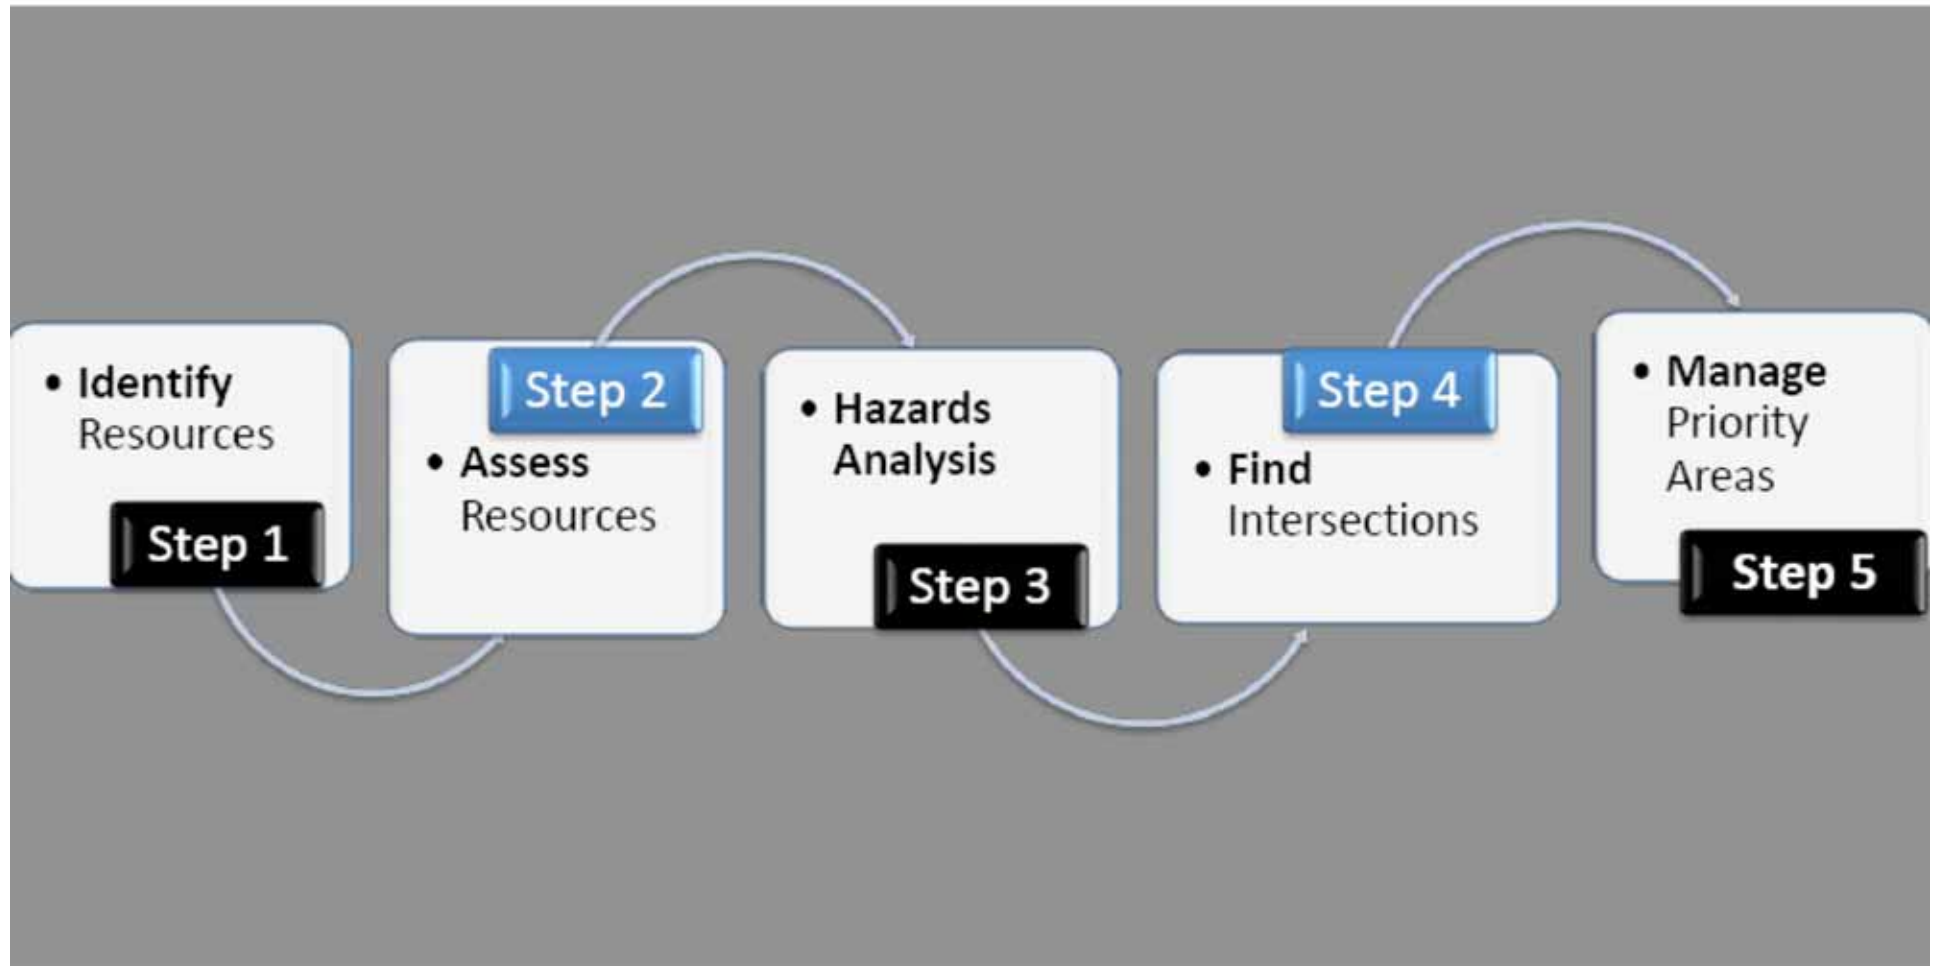 • Identify
Resources
Step 1
Step 2
• Assess
Resources
• Hazards
Analysis
Step 3
Step 4
• Find
Intersections
• Manage
Priority
Areas
Step 5